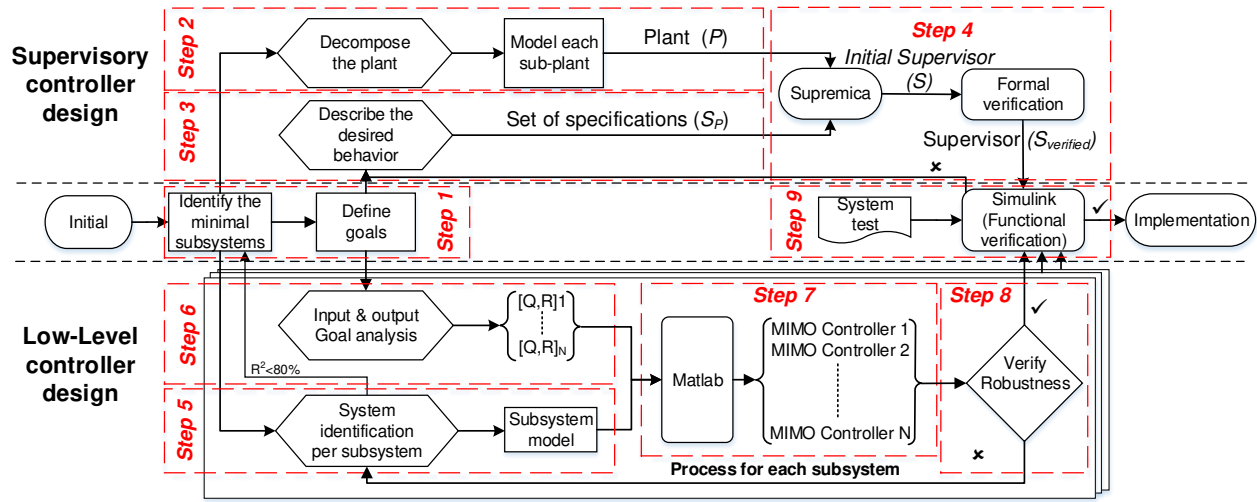 Supervisory
controller
design
Step 2
Decompose
the plant
Model each
sub-plant
Plant (P)
Step 3
Describe the
desired
behavior
Set of specifications (SP)
Step 4
Supremica
Initial Supervisor
(S)
Formal
verification
Supervisor (Sverified)
✘
Initial
Identify the
minimal
subsystems
Define
goals
Step 1
Step 9
System
test
Simulink
(Functional
verification)
✓
Implementation
Low-Level
controller
design
Step 6
Input & output
Goal analysis
[Q,R]1
[Q,R]N
R²<80%
Step 5
System
identification
per subsystem
Subsystem
model
Step 7
Matlab
MIMO Controller 1
MIMO Controller 2
MIMO Controller N
Step 8
✓
Verify
Robustness
✘
Process for each subsystem